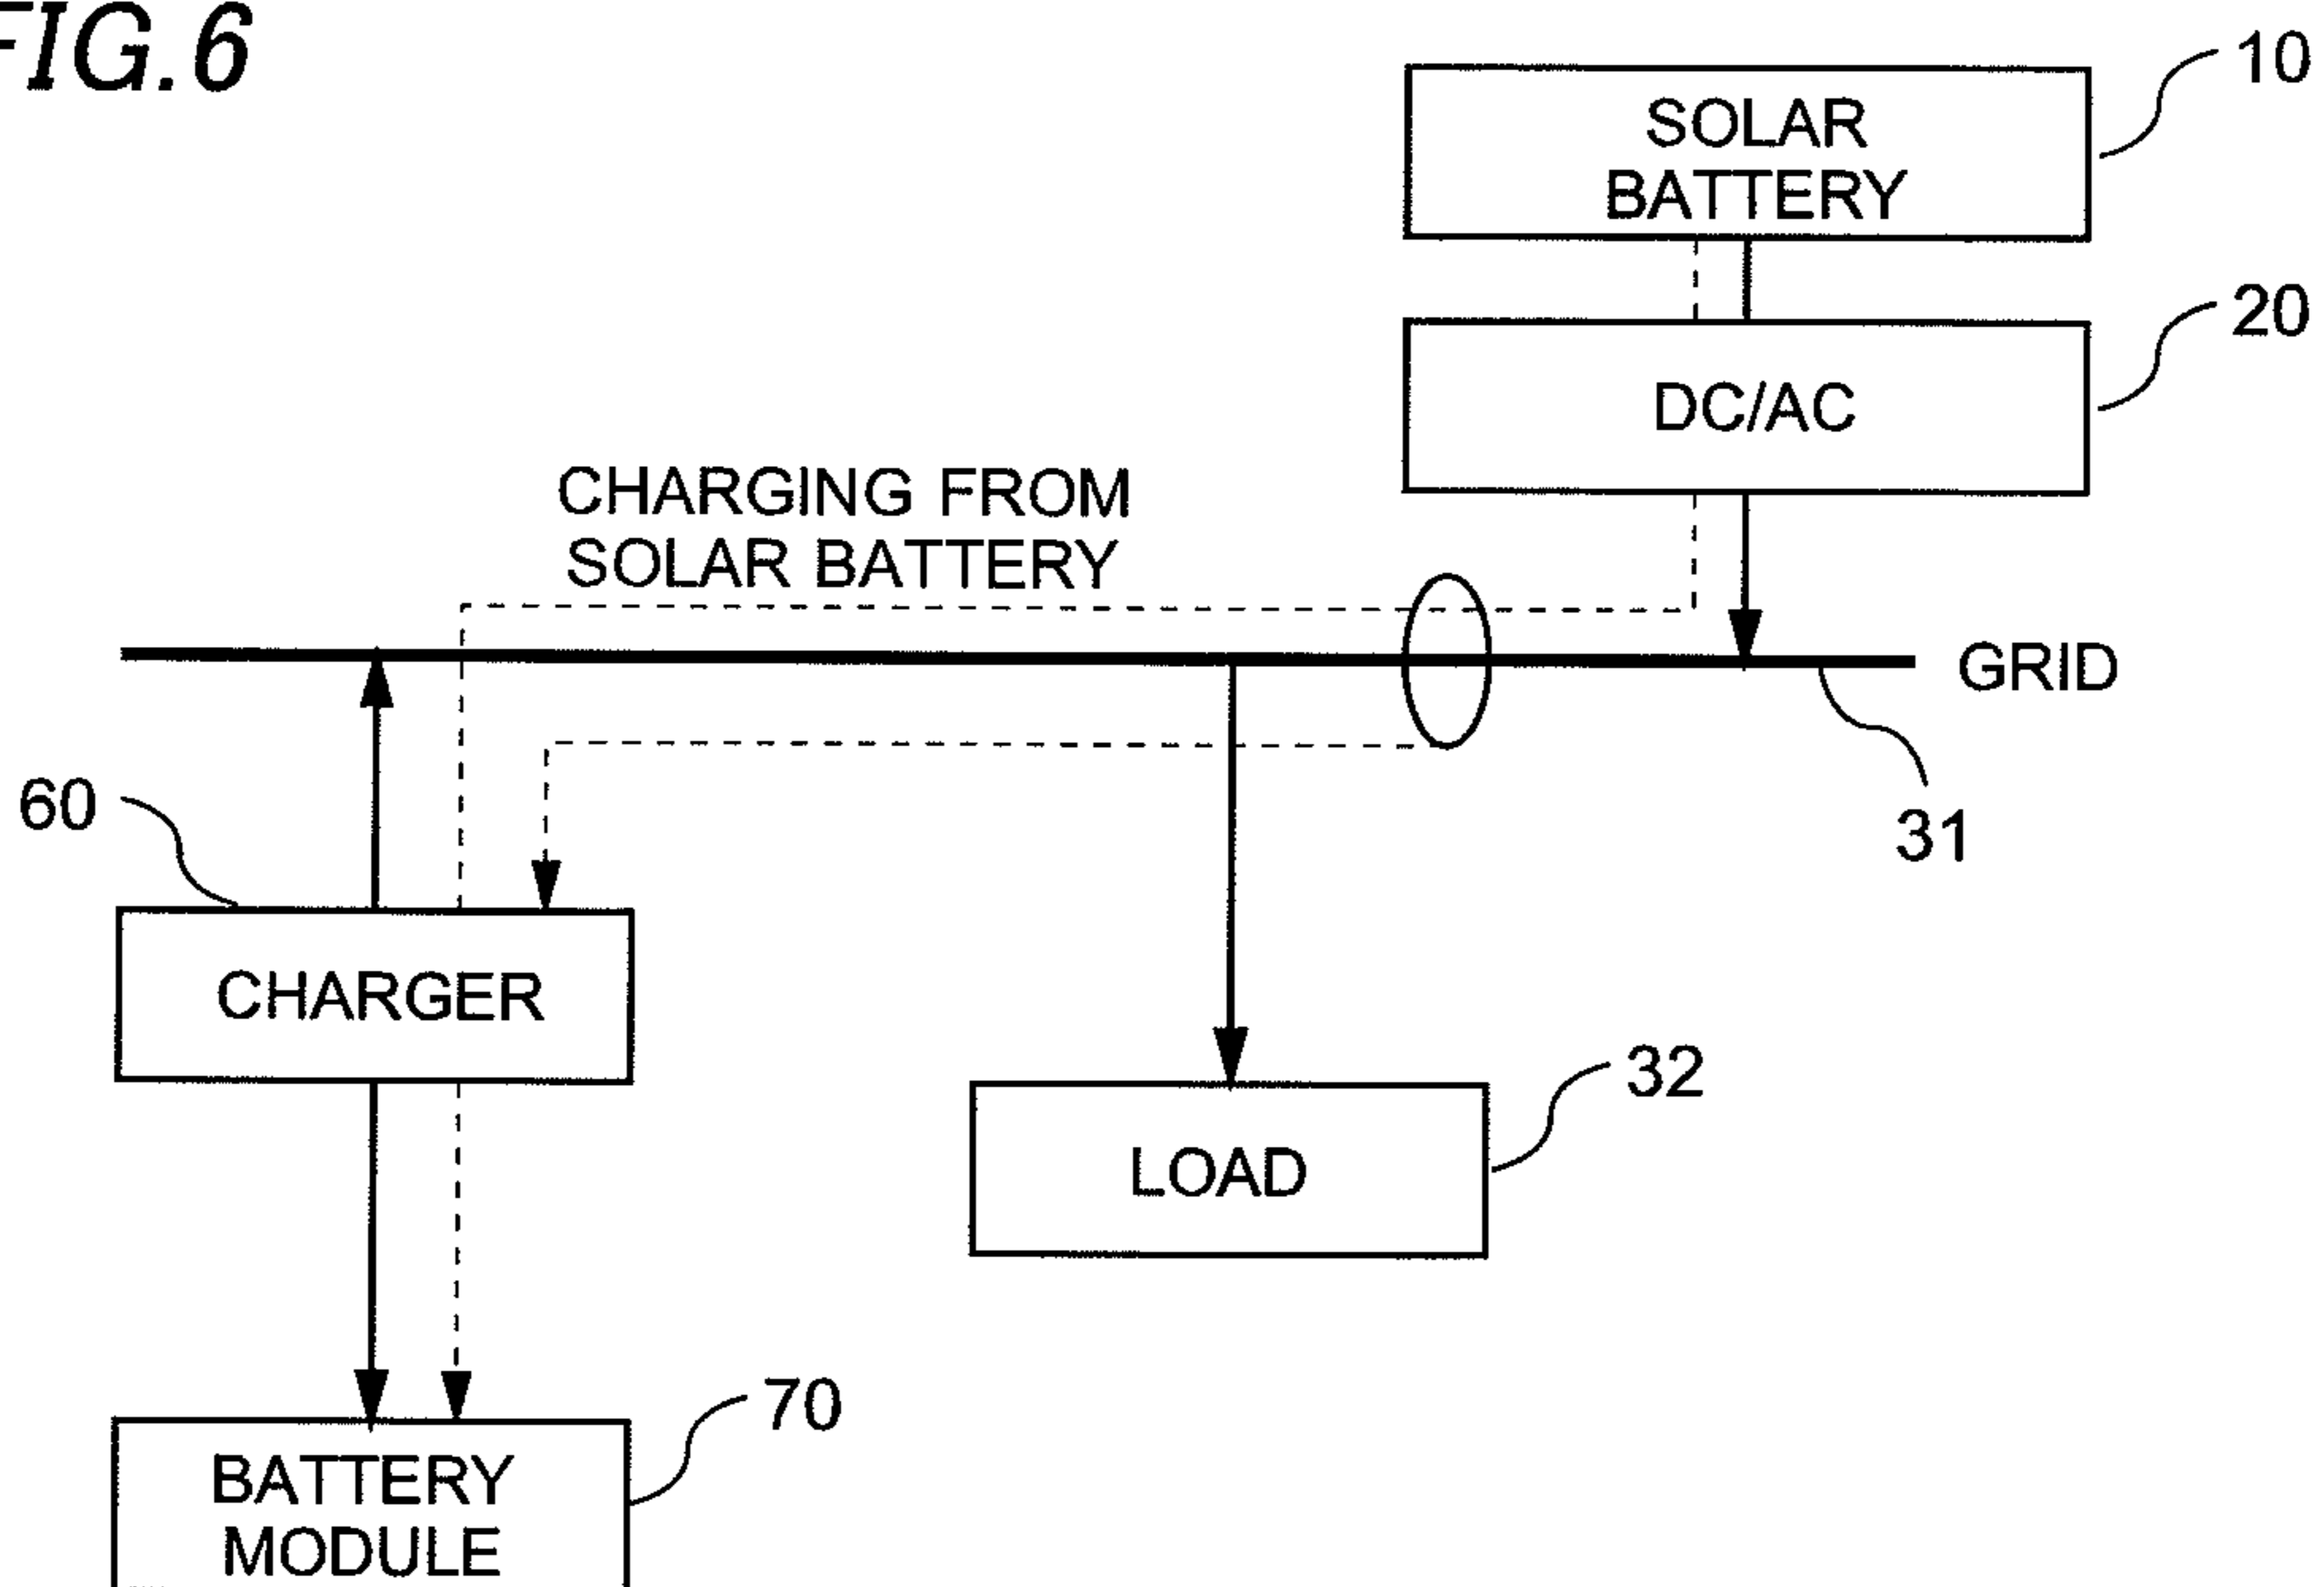 FIG.6
10
SOLAR
BATTERY
20
DC/AC
CHARGING FROM
SOLAR BATTERY
GRID
31
60
CHARGER
32
LOAD
70
BATTERY
MODULE